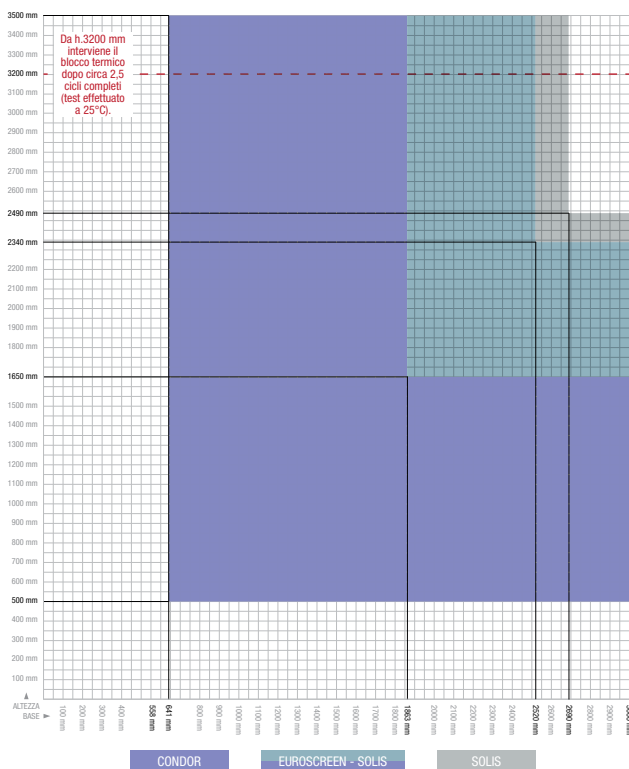 3500 mm
3400 mm
3300 mm
3200 mm
3100 mm
3000 mm
2900 mm
2800 mm
2700 mm
2600 mm
2490 mm
2340 mm
2200 mm
2100 mm
2000 mm
1900 mm
1800 mm
1650 mm
1500 mm
1400 mm
1300 mm
1200 mm
1100 mm
1000 mm
900 mm
800 mm
700 mm
600 mm
500 mm
400 mm
300 mm
200 mm
100 mm
Da h.3200 mm
interviene il
blocco termico
dopo circa 2,5
cicli completi
(test effettuato
a 25°C).
ALTEZZA
BASE
100 mm
200 mm
300 mm
400 mm
558 mm
641 mm
800 mm
900 mm
1000 mm
1100 mm
1200 mm
1300 mm
1400 mm
1500 mm
1600 mm
1700 mm
1800 mm
1863 mm
2000 mm
2100 mm
2200 mm
2300 mm
2400 mm
2520 mm
2600 mm
2690 mm
2800 mm
2900 mm
CONDOR
EUROSCREEN - SOLIS
SOLIS